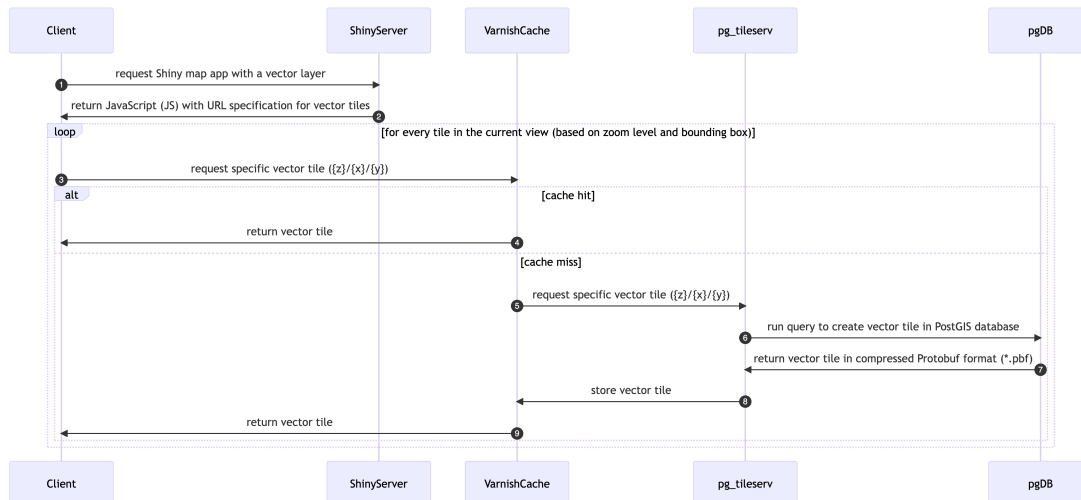 Client
ShinyServer
VarnishCache
pg_tileserv
pgDB
request Shiny map app with a vector layer
1
return JavaScript (JS) with URL specification for vector tiles
2
loop
[for every tile in the current view (based on zoom level and bounding box)]
request specific vector tile ({z}/{x}/{y})
3
alt
[cache hit]
return vector tile
4
[cache miss]
request specific vector tile ({z}/{x}/{y})
5
run query to create vector tile in PostGIS database
6
return vector tile in compressed Protobuf format (*.pbf)
7
store vector tile
8
return vector tile
9
Client
ShinyServer
VarnishCache
pg_tileserv
pgDB